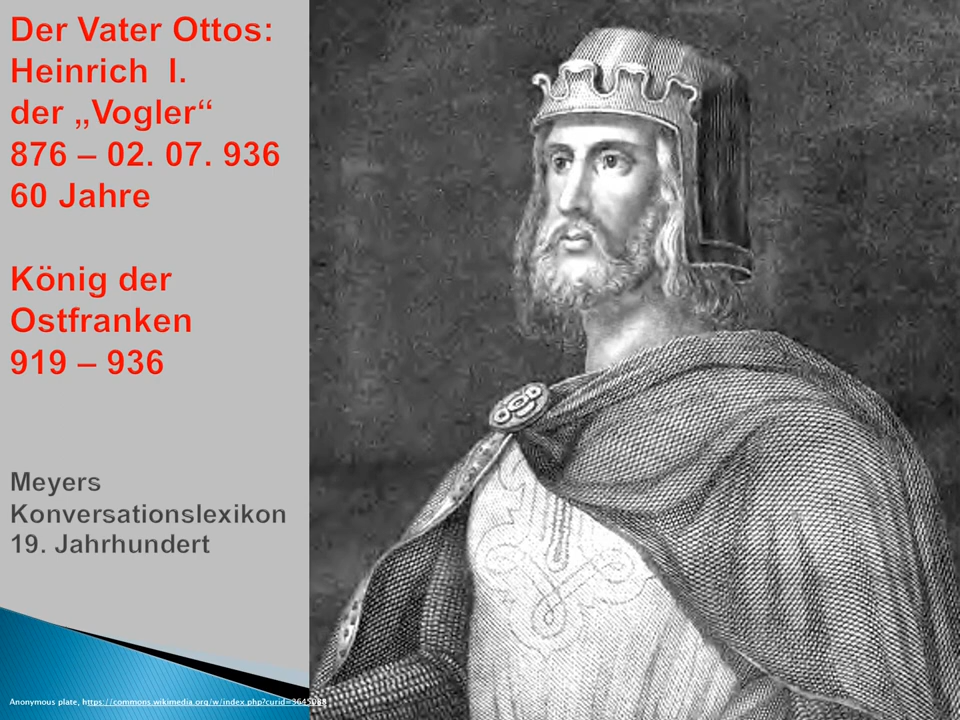 Der Vater Ottos:
Heinrich I.
der „Vogler“
876 – 02. 07. 936
60 Jahre
König der
Ostfranken
919 – 936
Meyers
Konversationslexikon
19. Jahrhundert
Anonymous plate, https://commons.wikimedia.org/w/index.php?curid=3645088